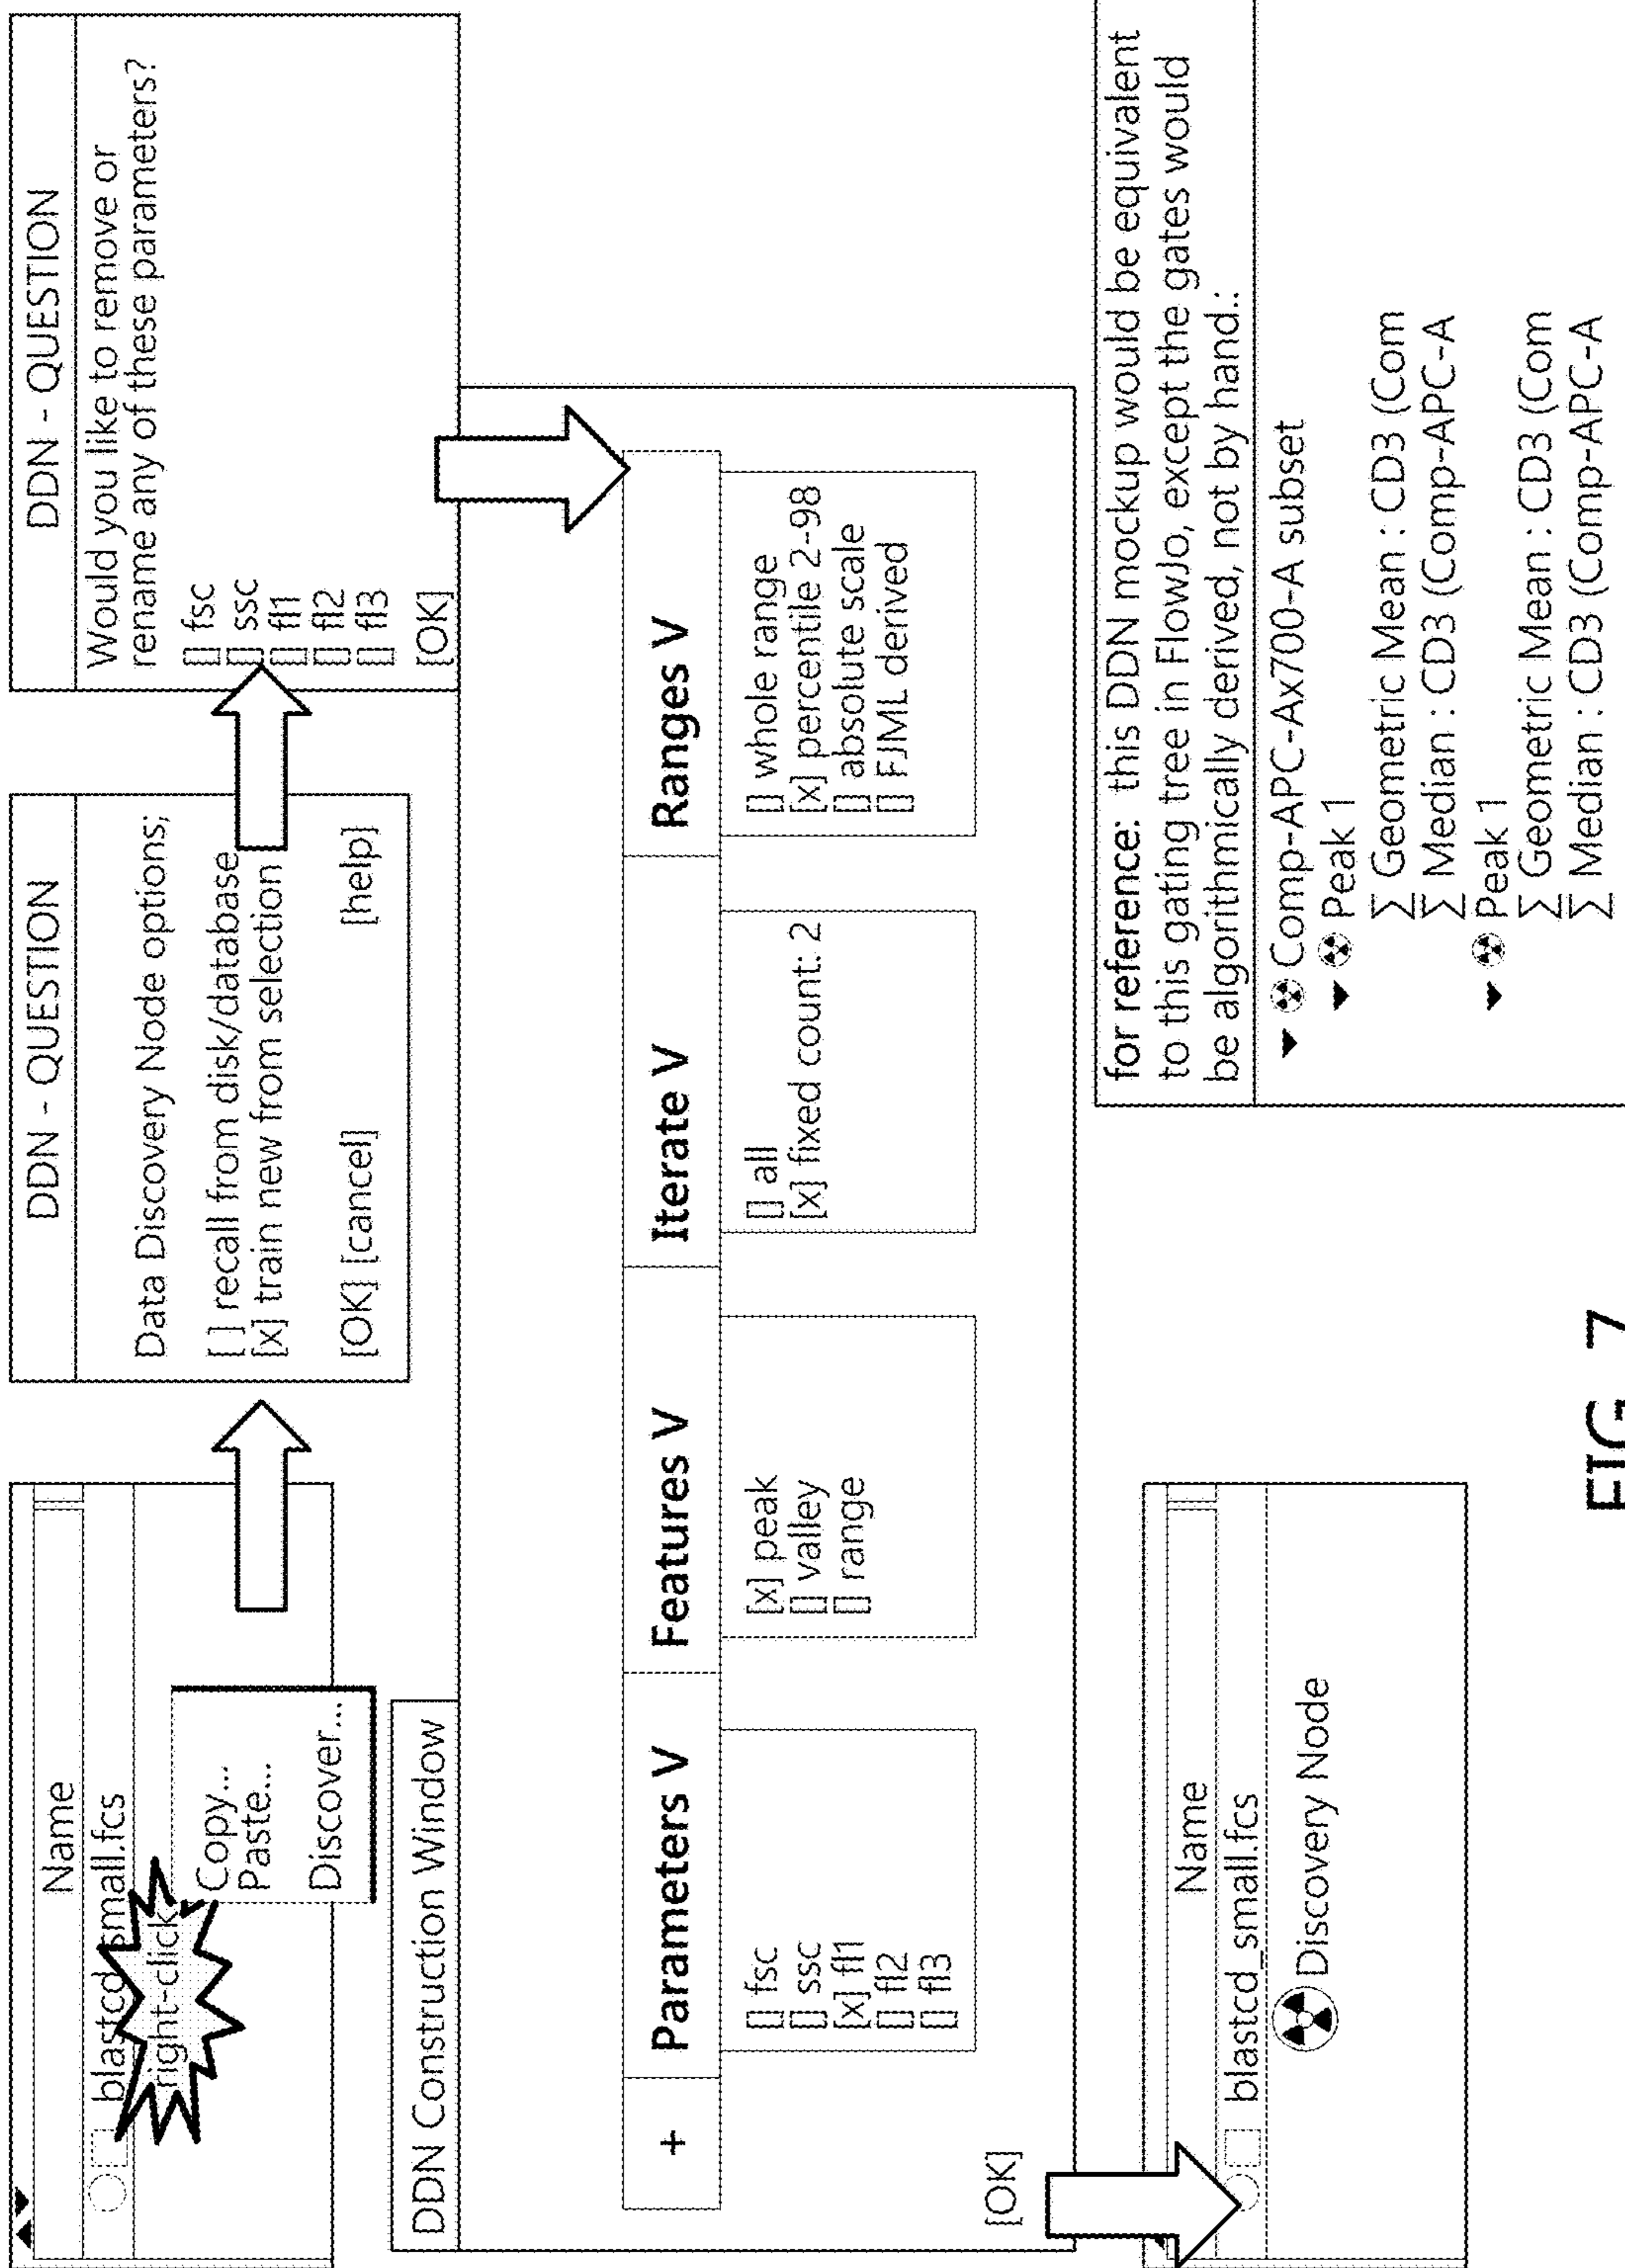 Name
blastcd_small.fcs
right-click
Copy...
Paste...
Discover...
DDN - QUESTION
Data Discovery Node options;
[ ] recall from disk/database
[x] train new from selection
[OK] [cancel] [help]
DDN - QUESTION
Would you like to remove or
rename any of these parameters?
[] fsc
[] ssc
[] fl1
[] fl2
[] fl3
[OK]
DDN Construction Window
+ Parameters V Features V Iterate V Ranges V
[] fsc
[] ssc
[x] fl1
[] fl2
[] fl3
[x] peak
[] valley
[] range
[] all
[x] fixed count: 2
[] whole range
[x] percentile 2-98
[] absolute scale
[] FJML derived
[OK]
Name
blastcd_small.fcs
Discovery Node
for reference: this DDN mockup would be equivalent
to this gating tree in FlowJo, except the gates would
be algorithmically derived, not by hand.:
Comp-APC-Ax700-A subset
Peak 1
Σ Geometric Mean : CD3 (Com
Σ Median : CD3 (Comp-APC-A
Peak 1
Σ Geometric Mean : CD3 (Com
Σ Median : CD3 (Comp-APC-A
FIG. 7